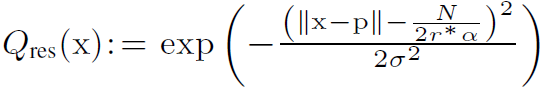 Q_res(x) := exp(−(‖x−p‖−N/(2r*α))²/(2σ²))